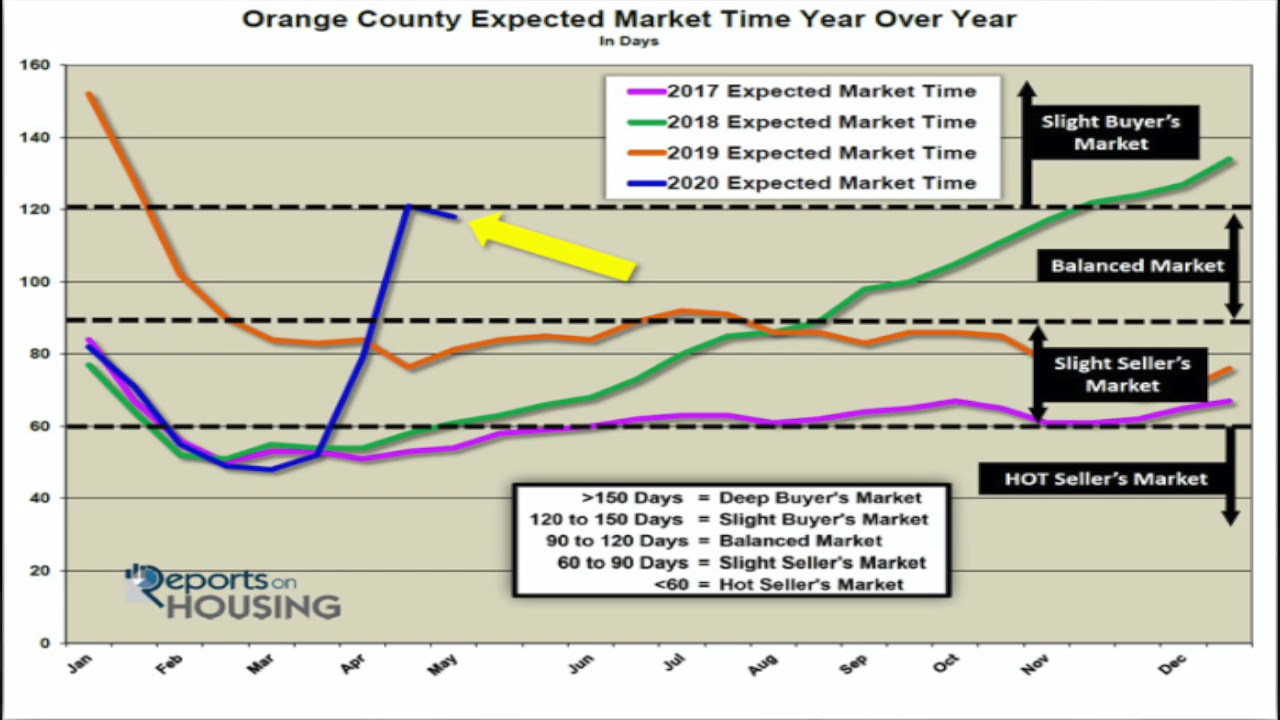 Orange County Expected Market Time Year Over Year
In Days
160
140
120
100
80
60
40
20
0
2017 Expected Market Time
2018 Expected Market Time
2019 Expected Market Time
2020 Expected Market Time
Slight Buyer's
Market
Balanced Market
Slight Seller's
Market
HOT Seller's Market
>150 Days = Deep Buyer's Market
120 to 150 Days = Slight Buyer's Market
90 to 120 Days = Balanced Market
60 to 90 Days = Slight Seller's Market
<60 = Hot Seller's Market
Reports on
HOUSING
Jan
Feb
Mar
Apr
May
Jun
Jul
Aug
Sep
Oct
Nov
Dec